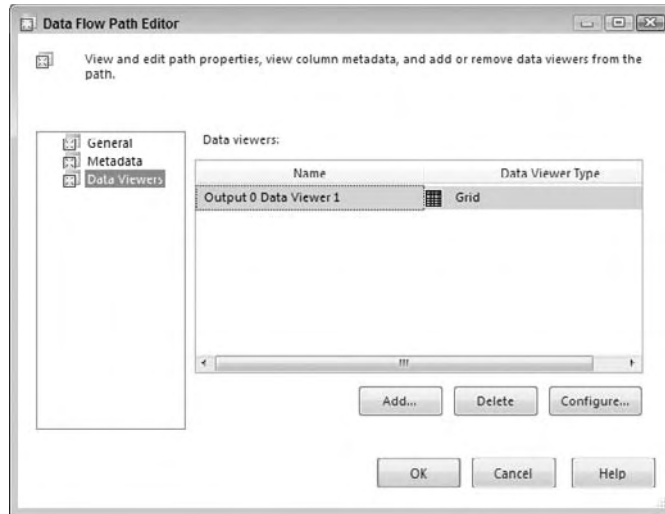 Data Flow Path Editor
View and edit path properties, view column metadata, and add or remove data viewers from the
path.
General
Metadata
Data Viewers
Data viewers:
Name Data Viewer Type
Output 0 Data Viewer 1 Grid
Add... Delete Configure...
OK Cancel Help